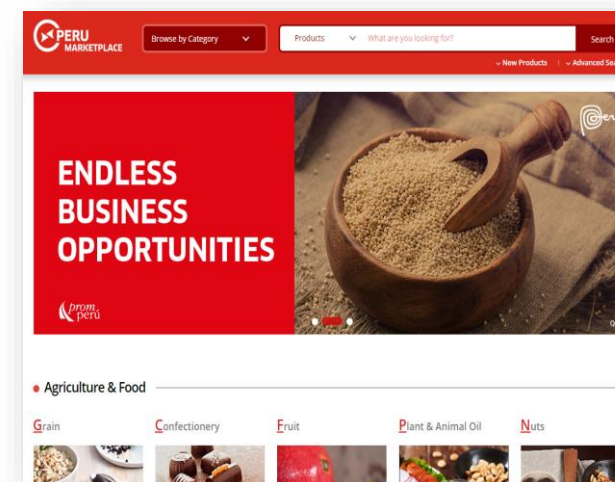 PERU
MARKETPLACE
Browse by Category
Products
What are you looking for?
Search
New Products
Advanced Sea
ENDLESS
BUSINESS
OPPORTUNITIES
prom
perú
Agriculture & Food
Grain
Confectionery
Fruit
Plant & Animal Oil
Nuts